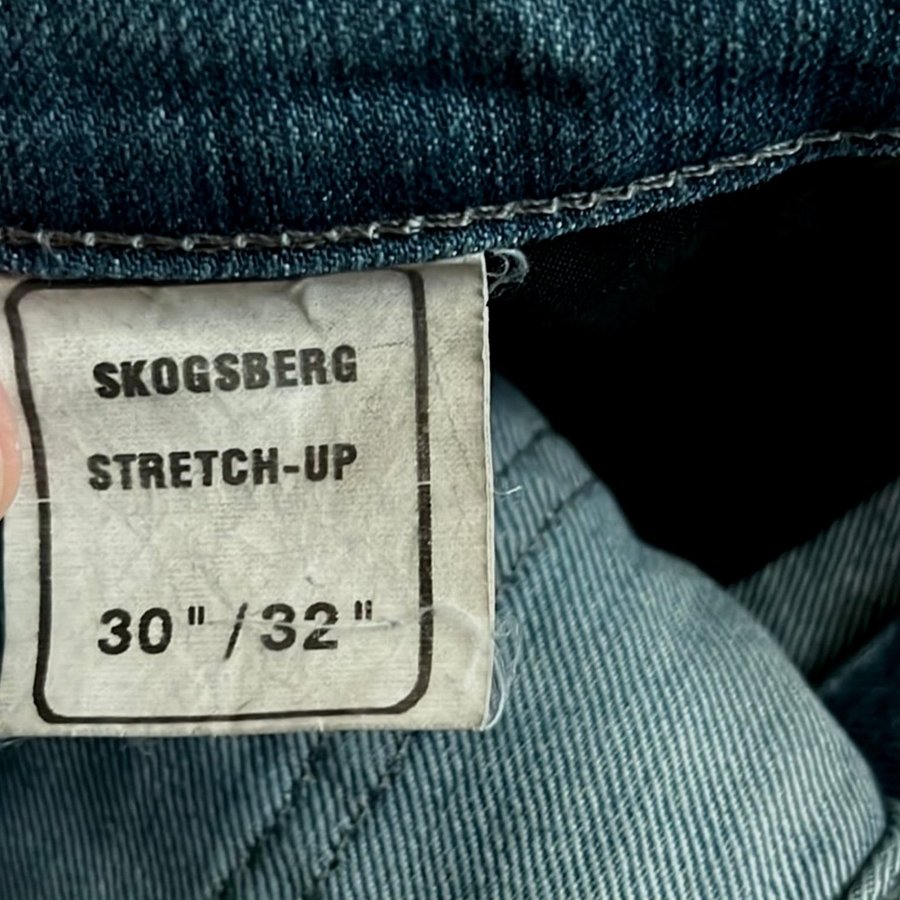 SKOGSBERG
STRETCH-UP
30"/32"